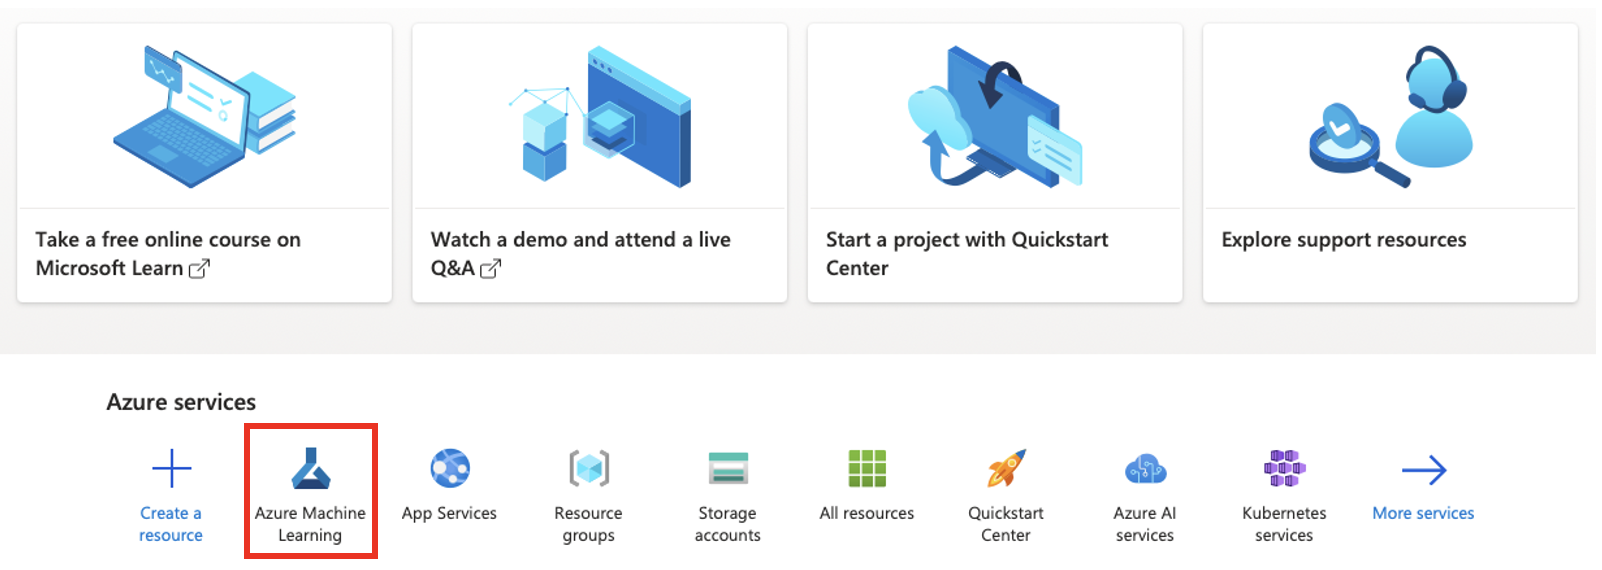 Take a free online course on
Microsoft Learn
Watch a demo and attend a live
Q&A
Start a project with Quickstart
Center
Explore support resources
Azure services
Create a
resource
Azure Machine
Learning
App Services
Resource
groups
Storage
accounts
All resources
Quickstart
Center
Azure AI
services
Kubernetes
services
More services